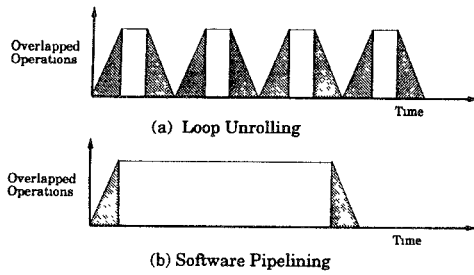 Overlapped
Operations
Time
(a) Loop Unrolling
Overlapped
Operations
Time
(b) Software Pipelining